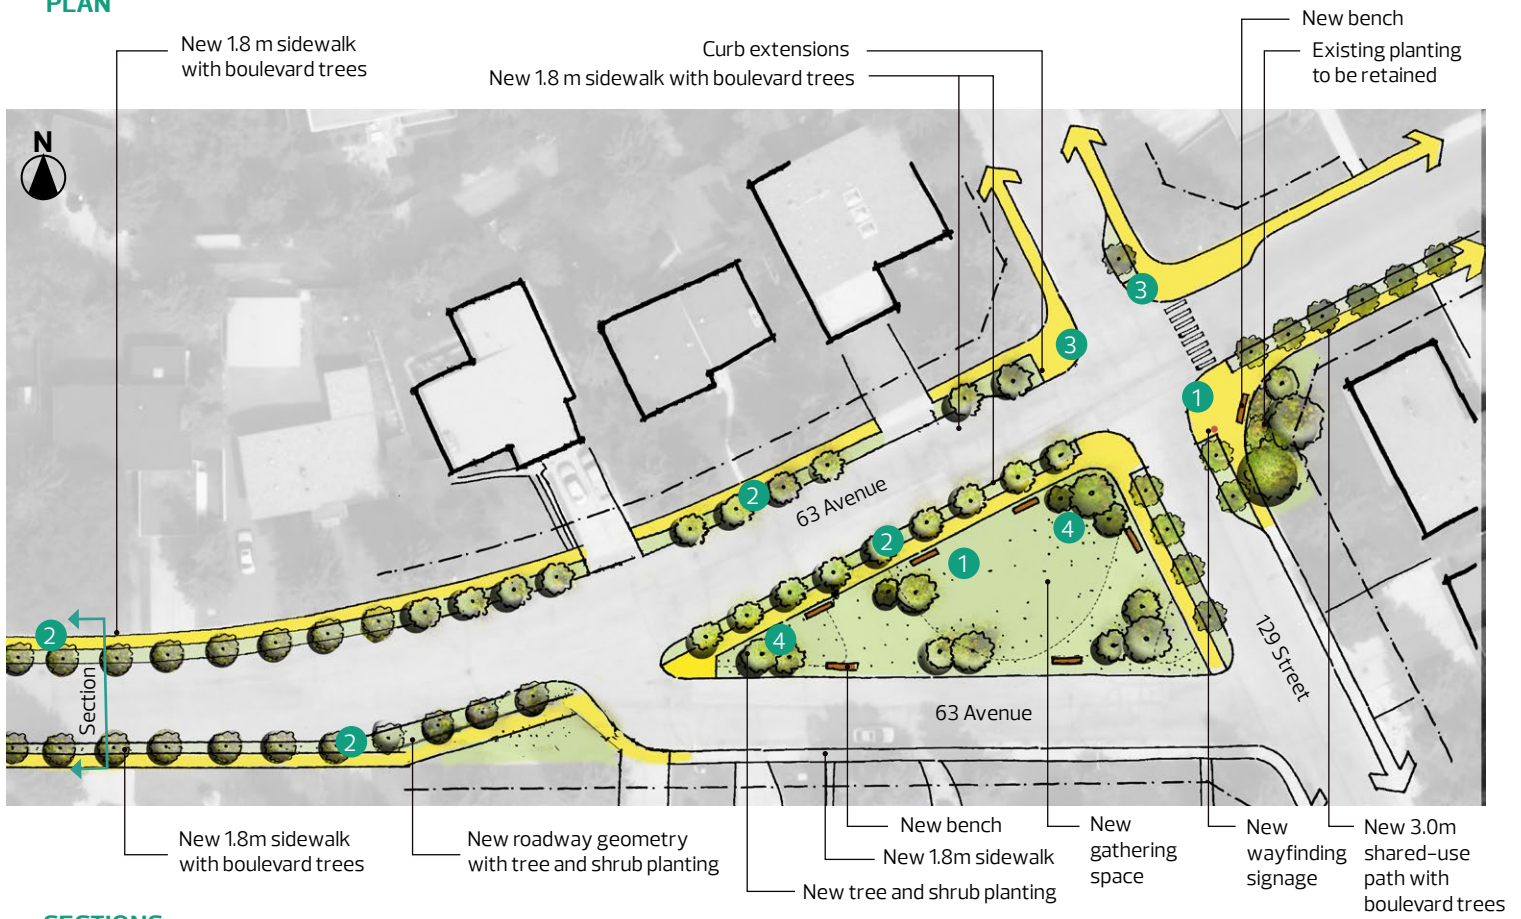 PLAN
New 1.8 m sidewalk
with boulevard trees
Curb extensions
New 1.8 m sidewalk with boulevard trees
New bench
Existing planting
to be retained
N
3
3
1
2
63 Avenue
2
1
4
2
4
Section
129 Street
63 Avenue
2
New 1.8m sidewalk
with boulevard trees
New roadway geometry
with tree and shrub planting
New bench
New 1.8m sidewalk
New tree and shrub planting
New
gathering
space
New
wayfinding
signage
New 3.0m
shared-use
path with
boulevard trees
SECTIONS